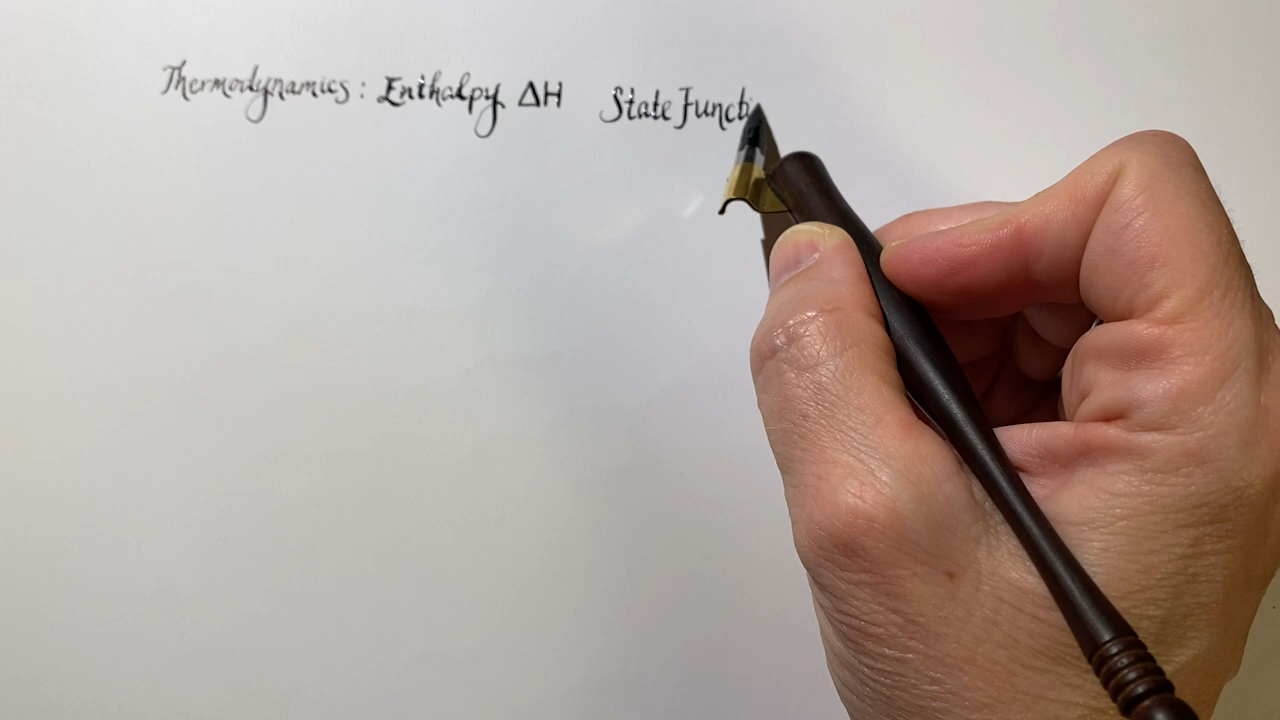 Thermodynamics : Enthalpy ΔH State Functi